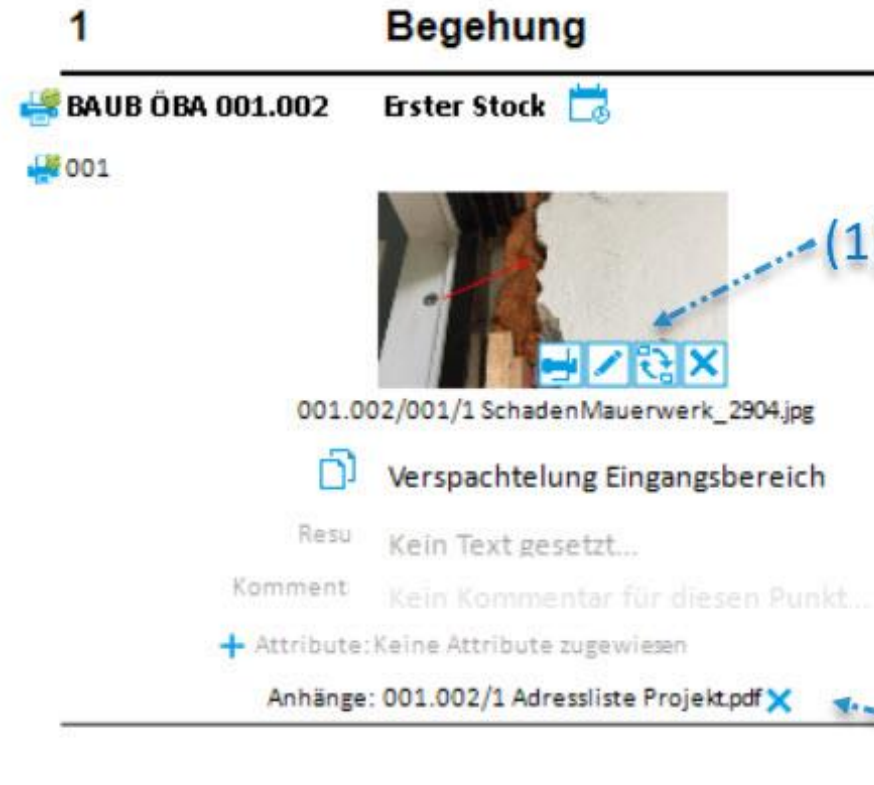 1 Begehung
BAUB ÖBA 001.002 Erster Stock
001
(1
001.002/001/1 SchadenMauerwerk_2904.jpg
Verspachtelung Eingangsbereich
Resu Kein Text gesetzt...
Komment Kein Kommentar für diesen Punkt...
Attribute: Keine Attribute zugewiesen
Anhänge: 001.002/1 Adressliste Projekt.pdf